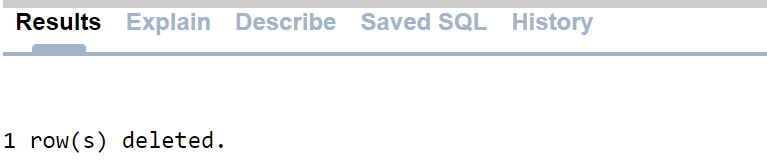 Results Explain Describe Saved SQL History
1 row(s) deleted.